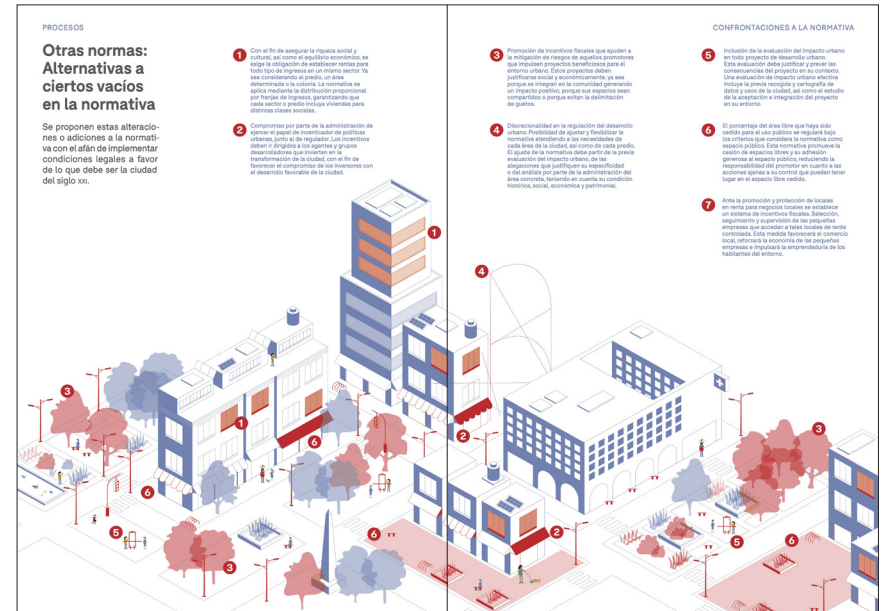 PROCESOS
Otras normas:
Alternativas a
ciertos vacíos
en la normativa
Se proponen estas alteracio-
nes o adiciones a la normati-
va con el afán de implementar
condiciones legales a favor
de lo que debe ser la ciudad
del siglo XXI.
1
Con el fin de asegurar la riqueza social y
cultural, así como el equilibrio económico, se
exige la obligación de establecer rentas para
todo tipo de ingresos en un mismo sector. Ya
sea considerando el predio, un área
determinada o la colonia. La normativa se
aplica mediante la distribución proporcional
por franjas de ingresos, garantizando que
cada sector o predio incluya viviendas para
distintas clases sociales.
2
Compromiso por parte de la administración de
ejercer el papel de incentivador de políticas
urbanas, junto al de regulador. Los incentivos
deben ir dirigidos a los agentes y grupos
desarrolladores que invierten en la
transformación de la ciudad, con el fin de
favorecer el compromiso de los inversores con
el desarrollo favorable de la ciudad.
CONFRONTACIONES A LA NORMATIVA
3
Promoción de incentivos fiscales que ayuden a
la mitigación de riesgos de aquellos promotores
que impulsen proyectos beneficiosos para el
entorno urbano. Estos proyectos deben
justificarse social y económicamente, ya sea
porque se integren en la comunidad generando
un impacto positivo, porque sus espacios sean
compartidos o porque evitan la delimitación
de guetos.
4
Discrecionalidad en la regulación del desarrollo
urbano. Posibilidad de ajustar y flexibilizar la
normativa atendiendo a las necesidades de
cada área de la ciudad, así como de cada predio.
El ajuste de la normativa debe partir de la previa
evaluación del impacto urbano, de las
alegaciones que justifiquen su especificidad
o del análisis por parte de la administración del
área concreta, teniendo en cuenta su condición
histórica, social, económica y patrimonial.
5
Inclusión de la evaluación del impacto urbano
en todo proyecto de desarrollo urbano.
Esta evaluación debe justificar y prever las
consecuencias del proyecto en su contexto.
Una evaluación de impacto urbano efectiva
incluye la previa recogida y cartografía de
datos y usos de la ciudad, así como el estudio
de la aceptación e integración del proyecto
en su entorno.
6
El porcentaje del área libre que haya sido
cedido para el uso público se regulará bajo
los criterios que considera la normativa como
espacio público. Esta normativa promueve la
cesión de espacios libres y su adhesión
generosa al espacio público, reduciendo la
responsabilidad del promotor en cuanto a las
acciones ajenas a su control que puedan tener
lugar en el espacio libre cedido.
7
Ante la promoción y protección de locales
en renta para negocios locales se establece
un sistema de incentivos fiscales. Selección,
seguimiento y supervisión de las pequeñas
empresas que accedan a tales locales de renta
controlada. Esta medida favorecerá el comercio
local, reforzará la economía de las pequeñas
empresas e impulsará la emprendeduría de los
habitantes del entorno.
1
4
3
1
6
2
3
6
5
3
6
2
5
6